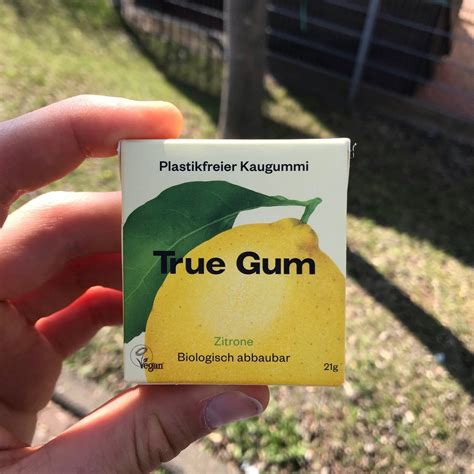 Plastikfreier Kaugummi
True Gum
Zitrone
Biologisch abbaubar
Vegan
21g